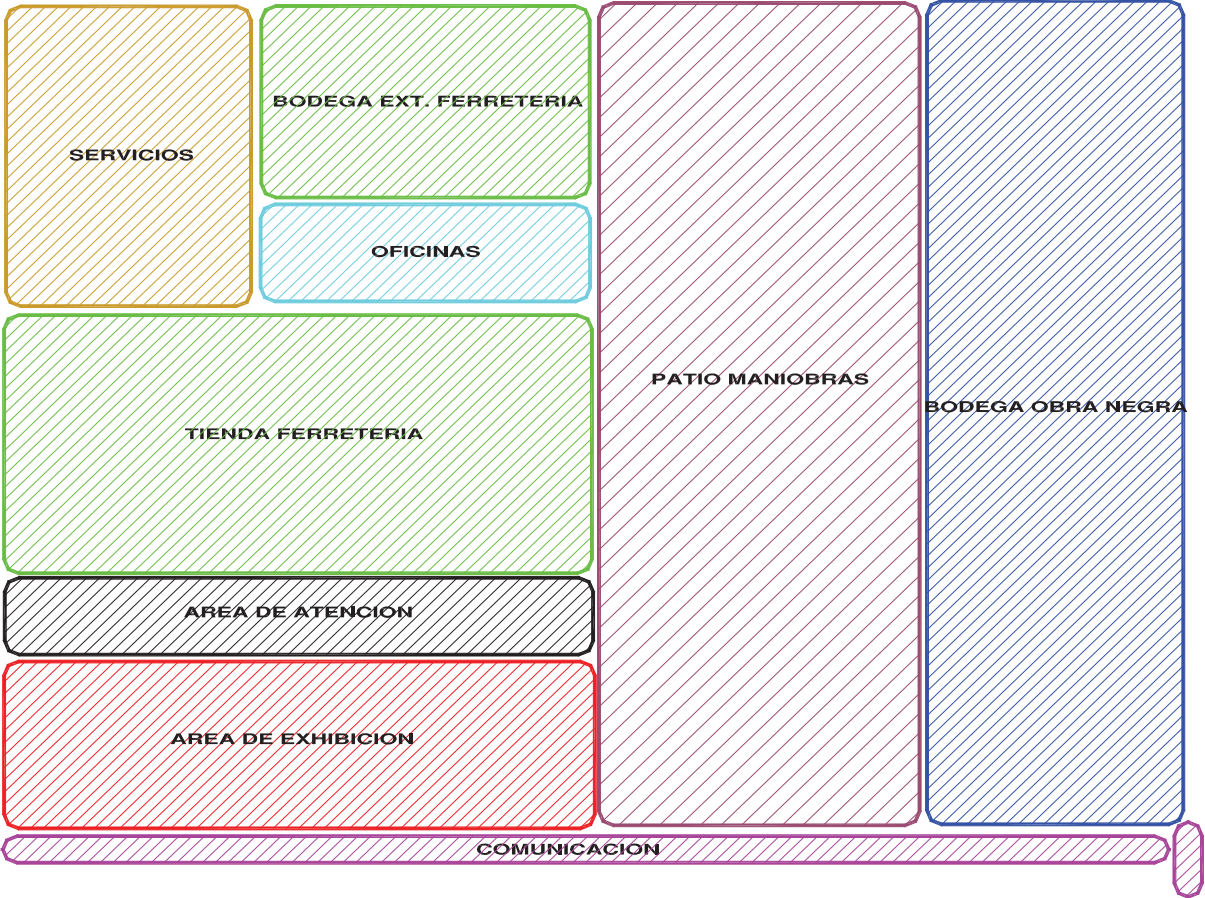 BODEGA EXT. FERRETERIA
SERVICIOS
OFICINAS
PATIO MANIOBRAS
BODEGA OBRA NEGRA
TIENDA FERRETERIA
AREA DE ATENCION
AREA DE EXHIBICION
COMUNICACION